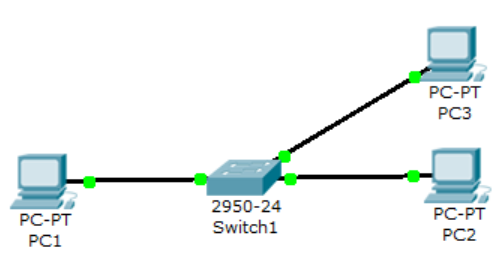 PC-PT
PC3
PC-PT
PC1
2950-24
Switch1
PC-PT
PC2